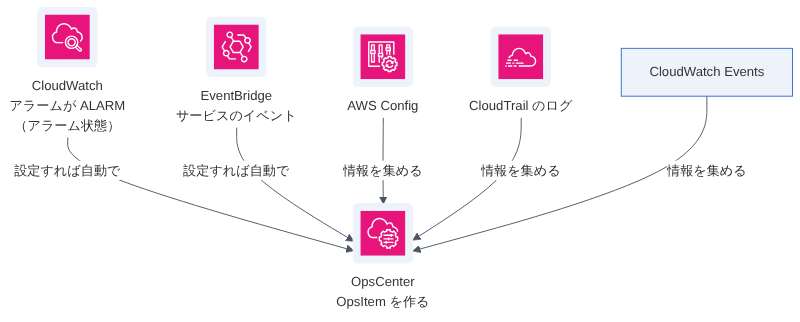 CloudWatch
アラームが ALARM
（アラーム状態）
EventBridge
サービスのイベント
AWS Config
CloudTrail のログ
CloudWatch Events
設定すれば自動で
設定すれば自動で
情報を集める
情報を集める
情報を集める
OpsCenter
OpsItem を作る